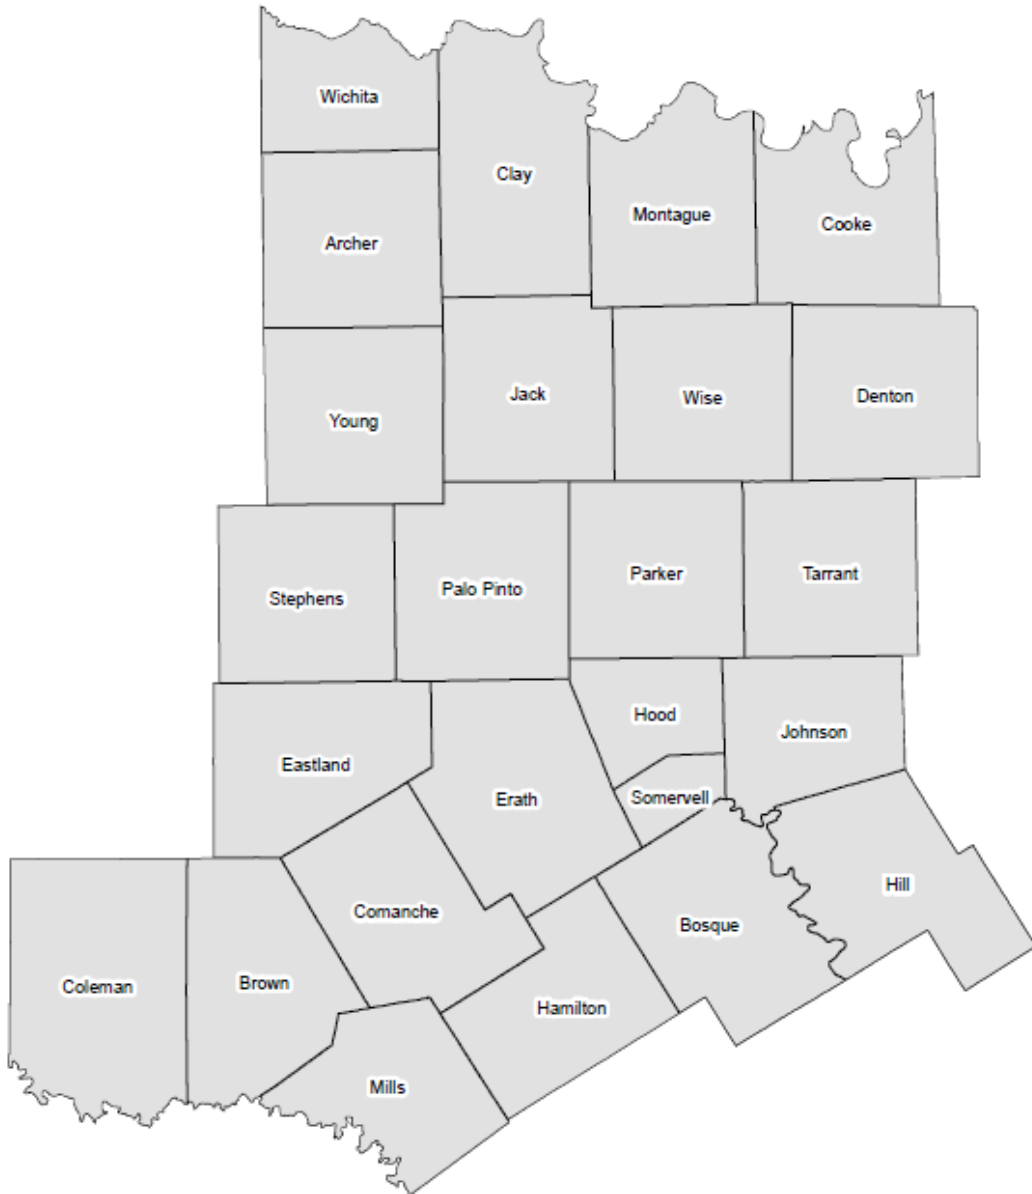 Wichita
Clay
Montague
Cooke
Archer
Jack
Wise
Denton
Young
Stephens
Palo Pinto
Parker
Tarrant
Hood
Johnson
Eastland
Erath
Somervell
Hill
Comanche
Bosque
Coleman
Brown
Hamilton
Mills